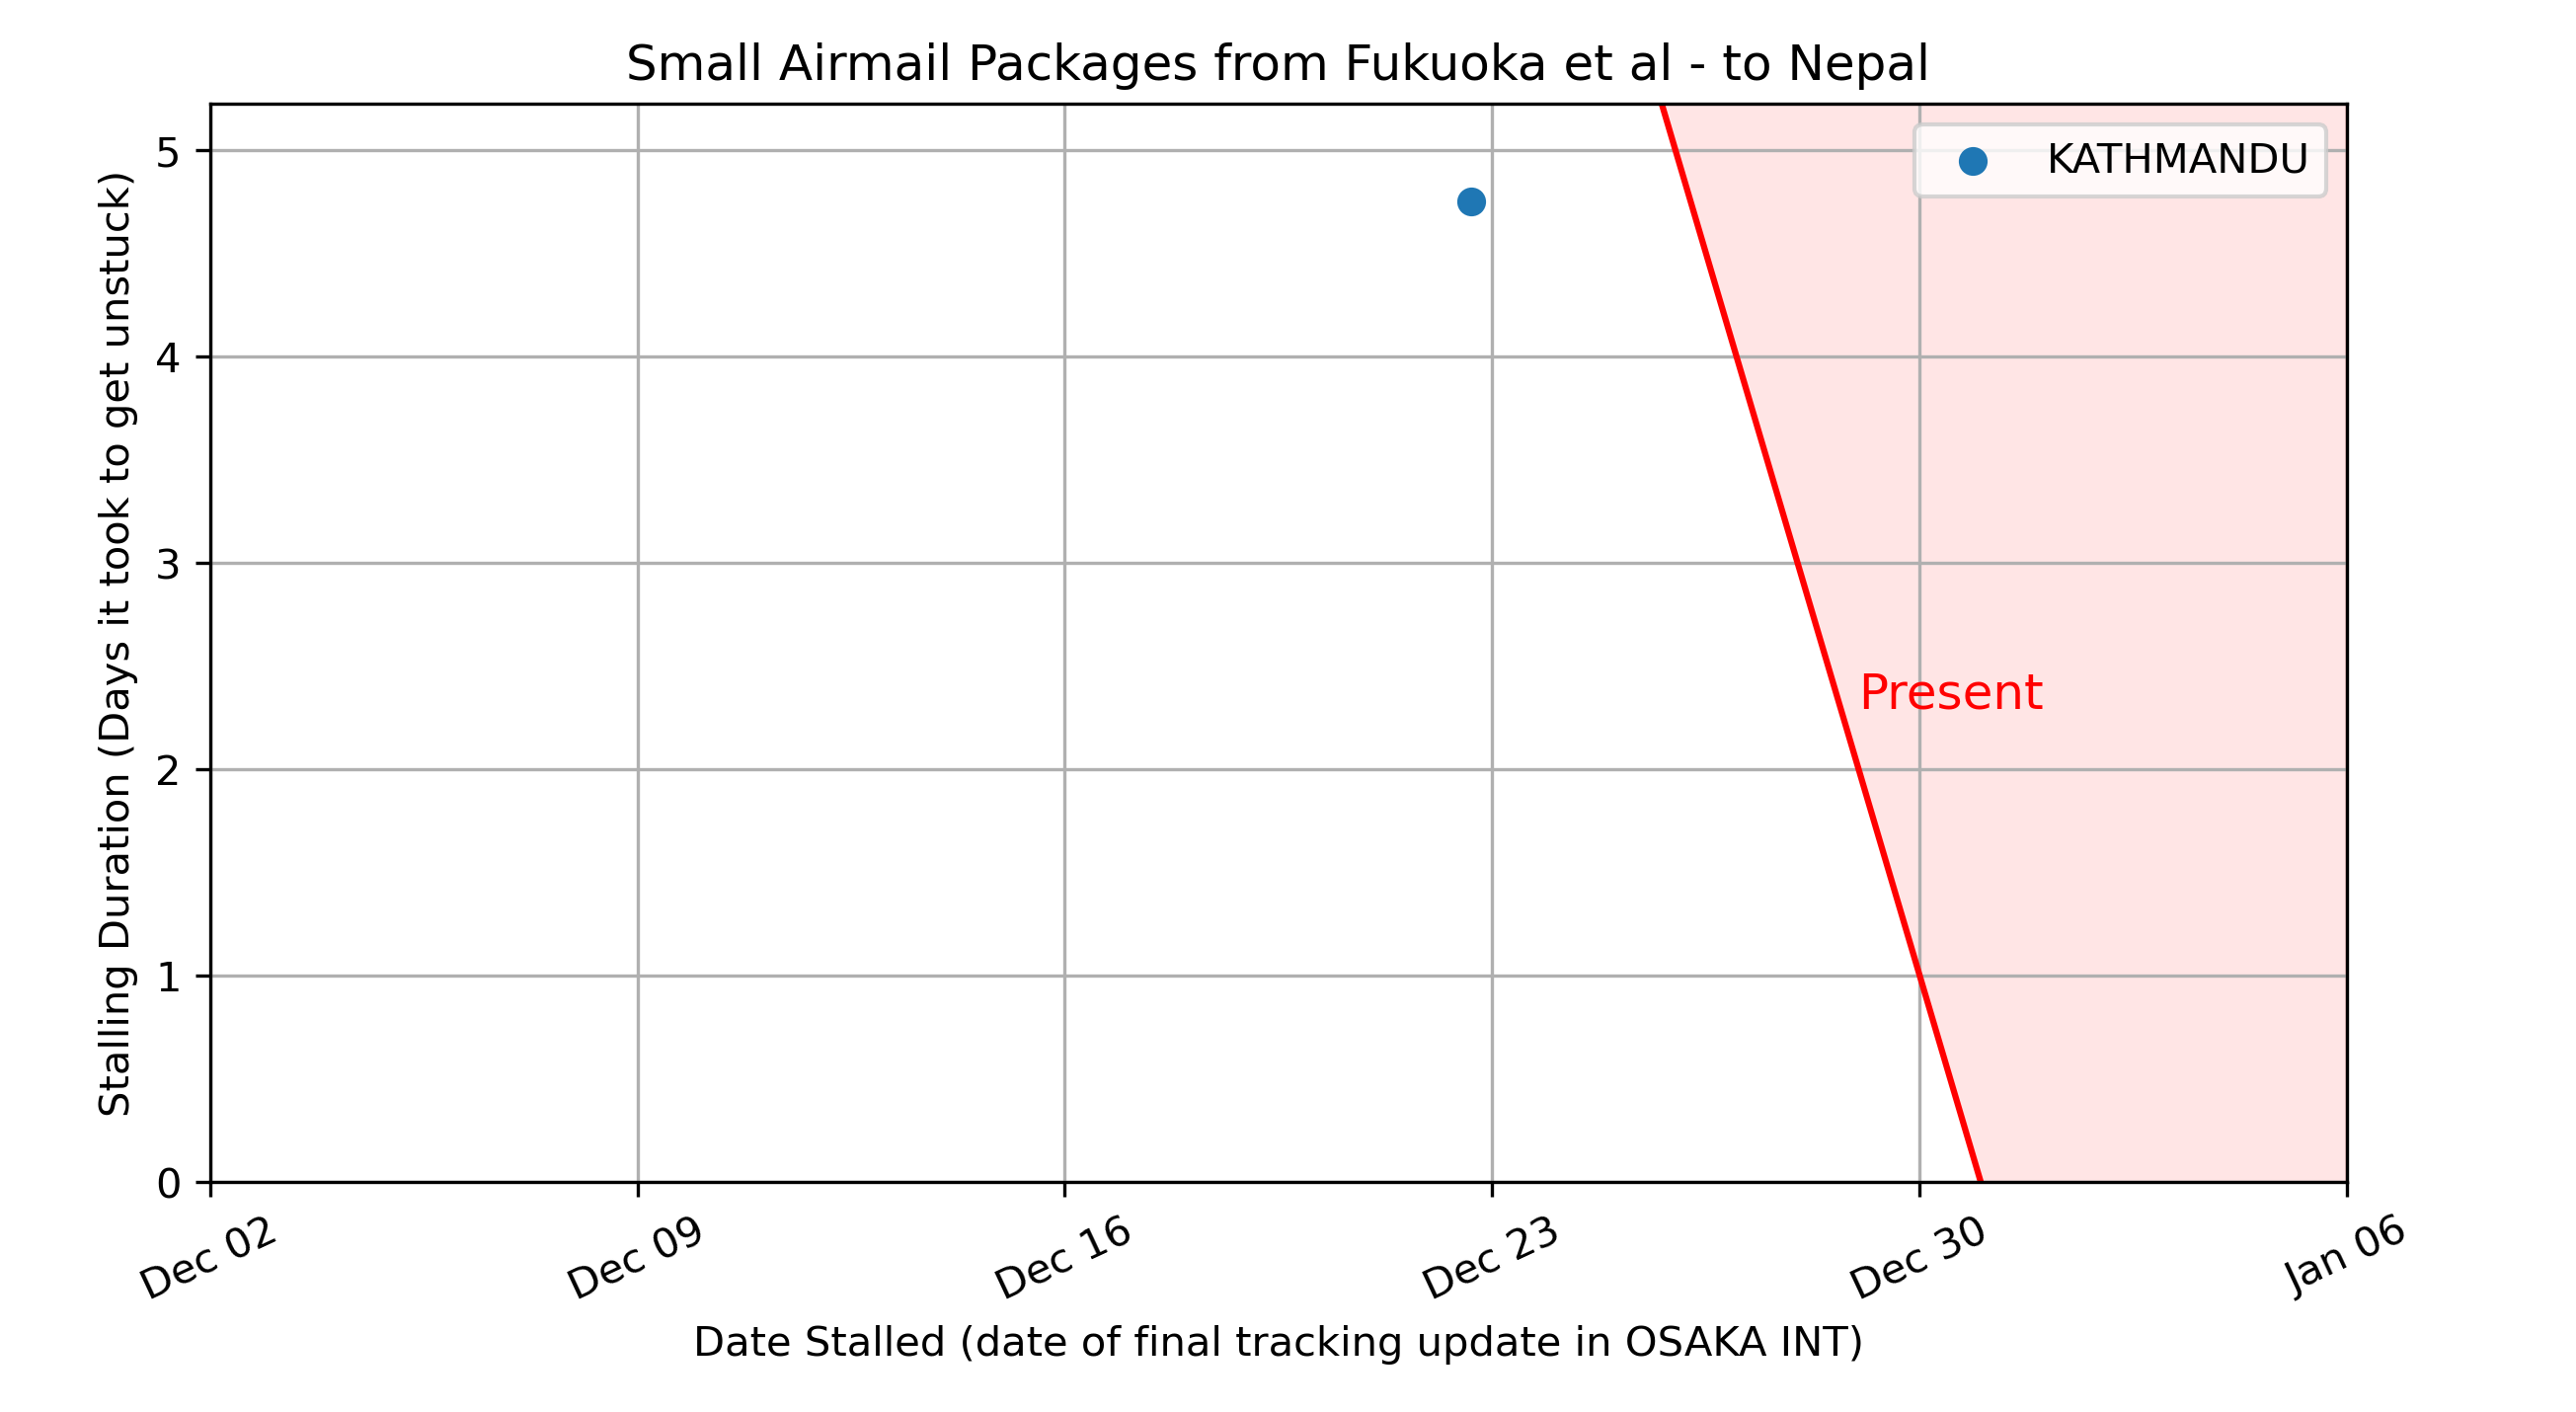 Small Airmail Packages from Fukuoka et al - to Nepal
KATHMANDU
Stalling Duration (Days it took to get unstuck)
5
4
3
2
1
0
Present
Dec 02
Dec 09
Dec 16
Dec 23
Dec 30
Jan 06
Date Stalled (date of final tracking update in OSAKA INT)